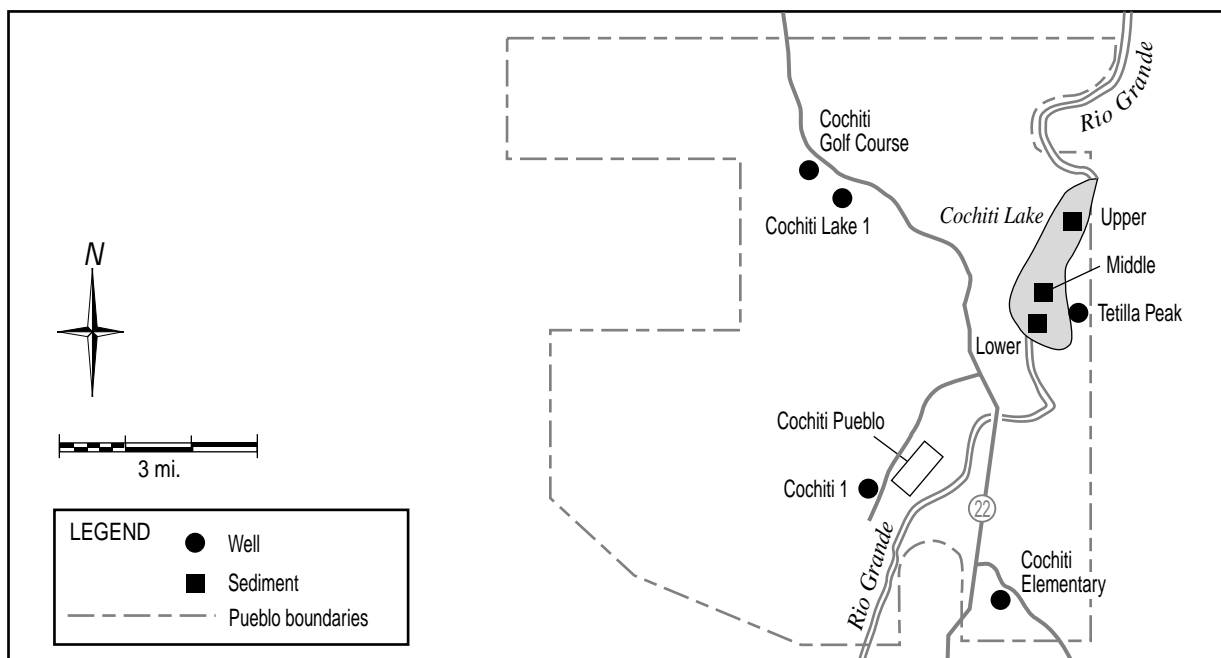 Rio Grande
Cochiti
Golf Course
Cochiti Lake 1
Cochiti Lake
Upper
Middle
Tetilla Peak
Lower
N
3 mi.
Cochiti Pueblo
Cochiti 1
22
Rio Grande
Cochiti
Elementary
LEGEND
Well
Sediment
Pueblo boundaries